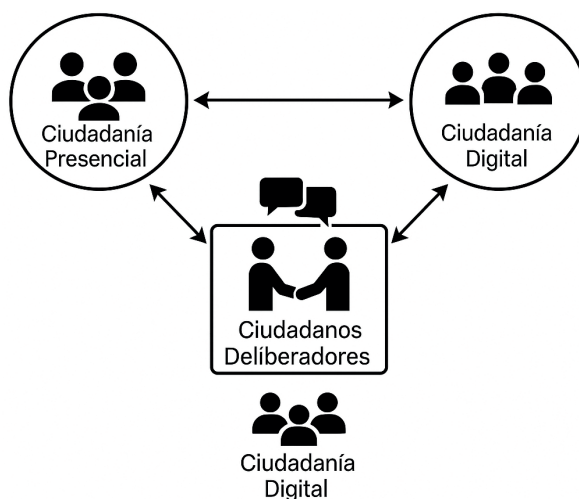 Ciudadanía
Presencial
Ciudadanía
Digital
Ciudadanos
Delíberadores
Ciudadanía
Digital